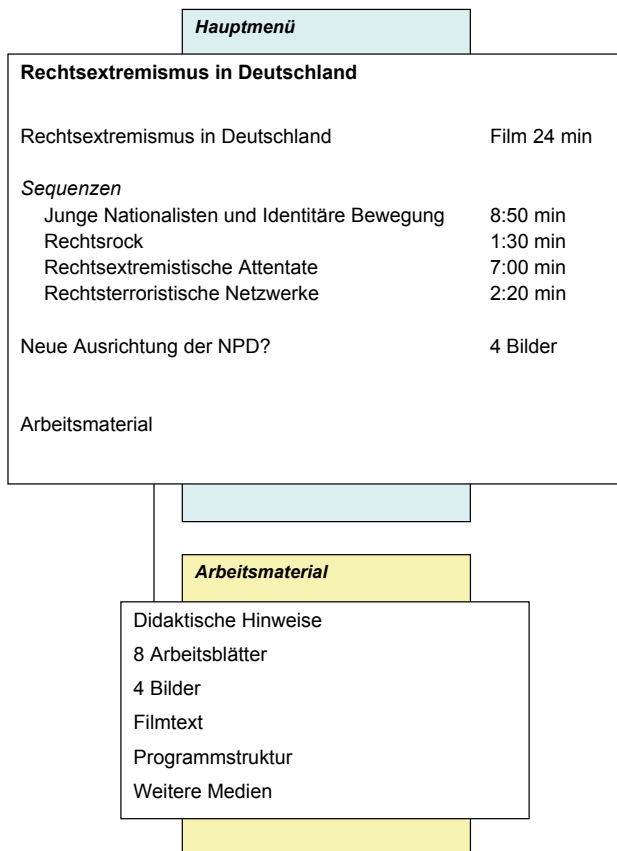 Hauptmenü
Rechtsextremismus in Deutschland
Rechtsextremismus in Deutschland Film 24 min
Sequenzen
Junge Nationalisten und Identitäre Bewegung 8:50 min
Rechtsrock 1:30 min
Rechtsextremistische Attentate 7:00 min
Rechtsterroristische Netzwerke 2:20 min
Neue Ausrichtung der NPD? 4 Bilder
Arbeitsmaterial
Arbeitsmaterial
Didaktische Hinweise
8 Arbeitsblätter
4 Bilder
Filmtext
Programmstruktur
Weitere Medien